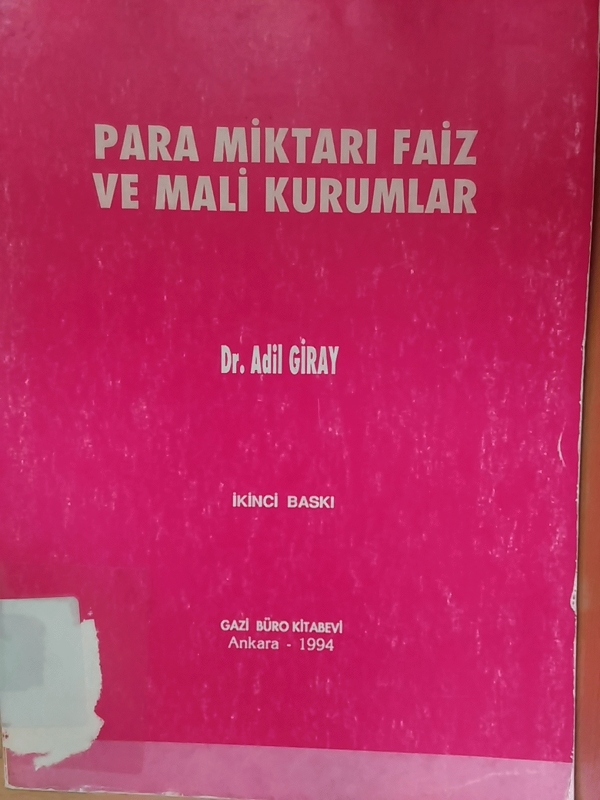 PARA MİKTARI FAİZ
VE MALİ KURUMLAR
Dr. Adil GİRAY
İKİNCİ BASKI
GAZİ BÜRO KİTABEVİ
Ankara - 1994